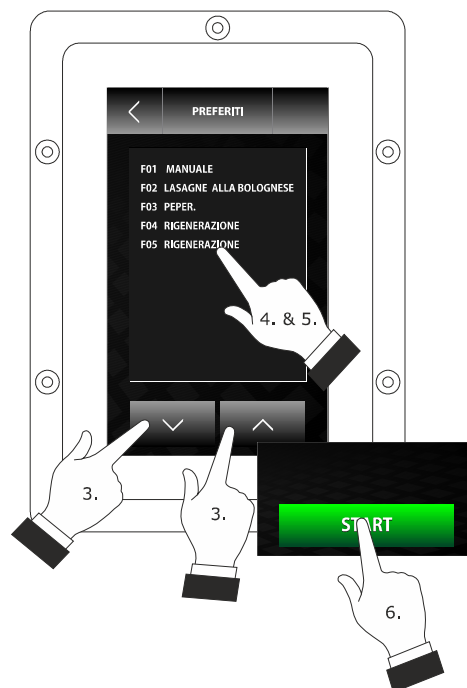 PREFERITI
F01 MANUALE
F02 LASAGNE ALLA BOLOGNESE
F03 PEPER.
F04 RIGENERAZIONE
F05 RIGENERAZIONE
4. & 5.
3.
3.
START
6.